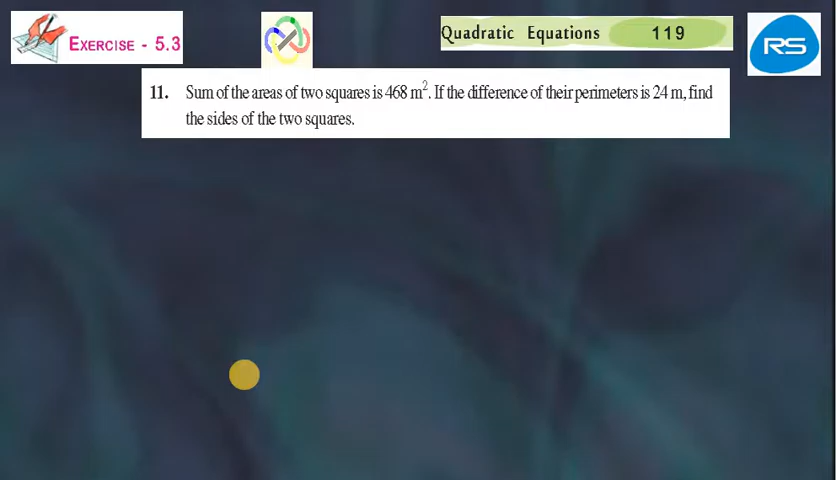 EXERCISE - 5.3
Quadratic Equations 119
RS
11. Sum of the areas of two squares is 468 m². If the difference of their perimeters is 24 m, find
the sides of the two squares.